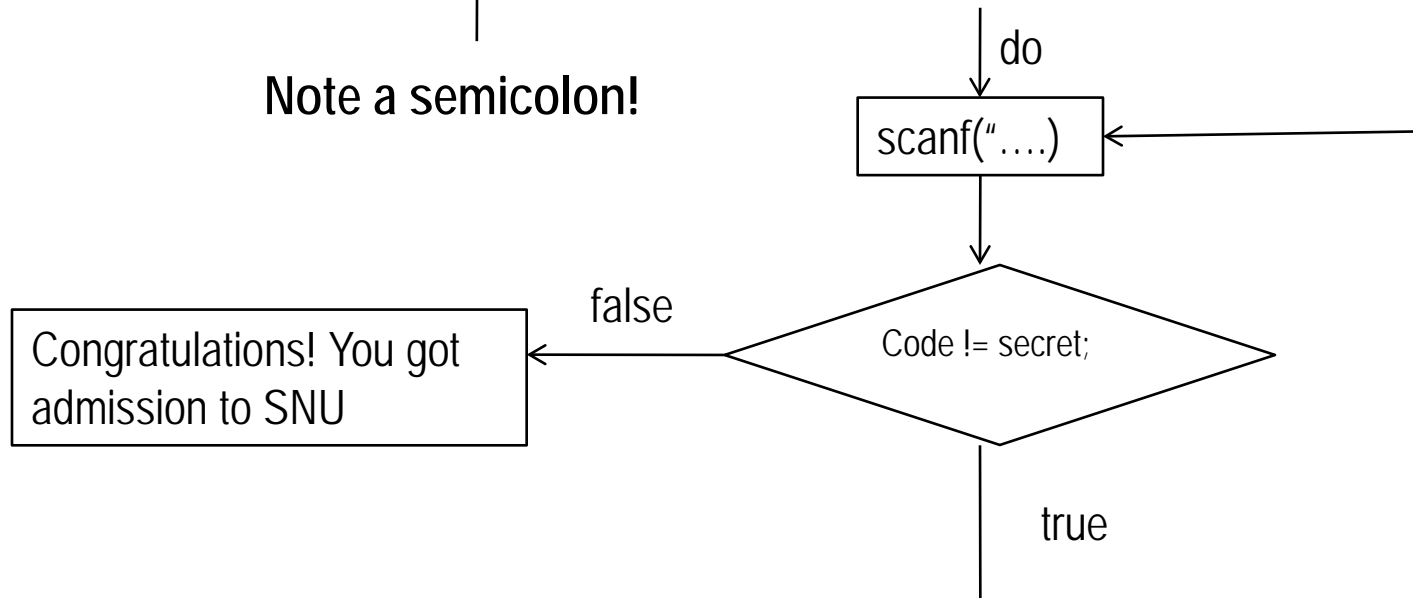 do
Note a semicolon!
scanf(“….)
false
Code != secret;
Congratulations! You got
admission to SNU
true